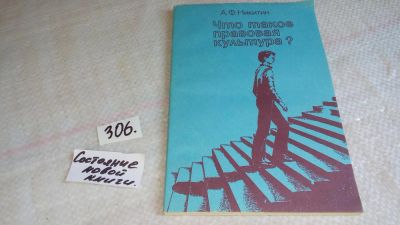 А.Ф. Никитин
Что такое
правовая
культура?
306.
Состояние
новой
книги.